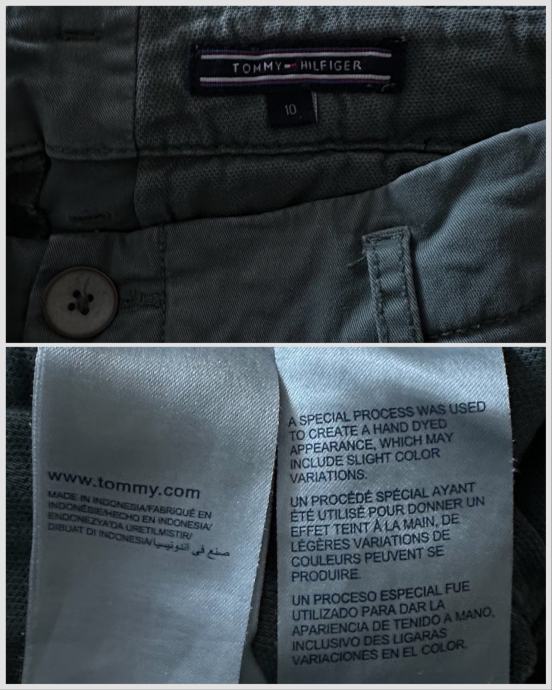 TOMMY HILFIGER
10
www.tommy.com
MADE IN INDONESIA/FABRIQUÉ EN
INDONÉSIE/HECHO EN INDONESIA/
ENDONEZYA'DA URETILMISTIR/
DIBUAT DI INDONESIA/صنع في اندونيسيا
A SPECIAL PROCESS WAS USED
TO CREATE A HAND DYED
APPEARANCE, WHICH MAY
INCLUDE SLIGHT COLOR
VARIATIONS.
UN PROCÉDÉ SPÉCIAL AYANT
ÉTÉ UTILISÉ POUR DONNER UN
EFFET TEINT À LA MAIN, DE
LÉGÈRES VARIATIONS DE
COULEURS PEUVENT SE
PRODUIRE.
UN PROCESO ESPECIAL FUE
UTILIZADO PARA DAR LA
APARIENCIA DE TENIDO A MANO,
INCLUSIVO DES LIGARAS
VARIACIONES EN EL COLOR.